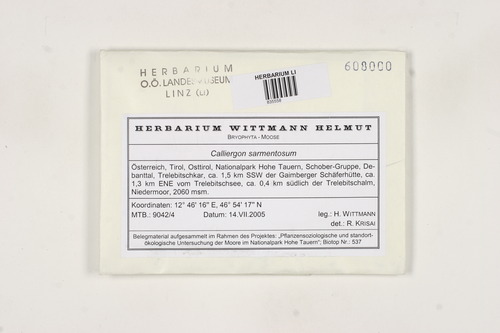 HERBARIUM
O.Ö. LANDESMUSEUM
LINZ (LI)
HERBARIUM LI
608000
HERBARIUM WITTMANN HELMUT
BRYOPHYTA - MOOSE
Calliergon sarmentosum
Österreich, Tirol, Osttirol, Nationalpark Hohe Tauern, Schober-Gruppe, De-
banttal, Trelebitschkar, ca. 1,5 km SSW der Gaimberger Schäferhütte, ca.
1,3 km ENE vom Trelebitschsee, ca. 0,4 km südlich der Trelebitschalm,
Niedermoor, 2060 msm.
Koordinaten: 12° 46' 16" E, 46° 54' 17" N
MTB.: 9042/4 Datum: 14.VII.2005 leg.: H. WITTMANN
det.: R. KRISAI
Belegmaterial aufgesammelt im Rahmen des Projektes: „Pflanzensoziologische und standort-
ökologische Untersuchung der Moore im Nationalpark Hohe Tauern"; Biotop Nr.: 537